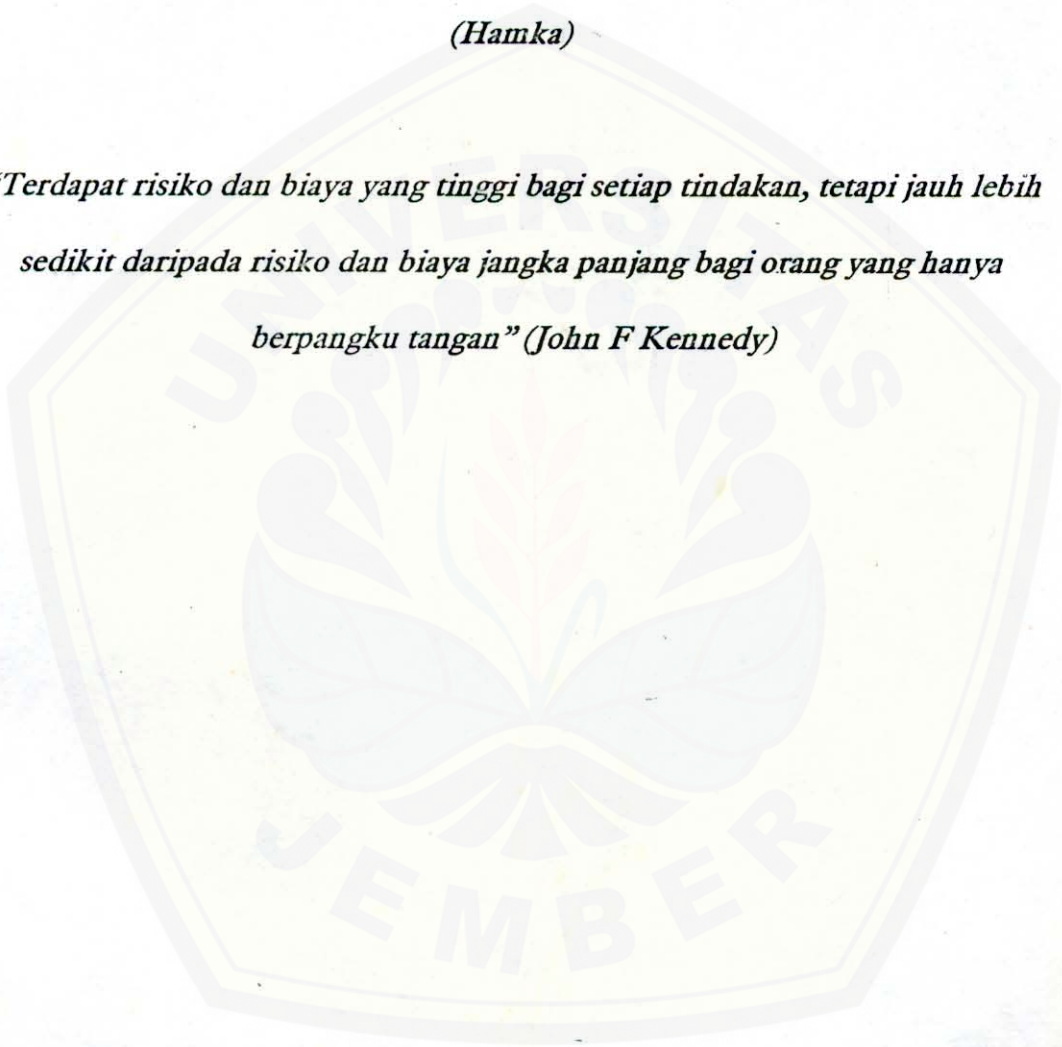 (Hamka)
"Terdapat risiko dan biaya yang tinggi bagi setiap tindakan, tetapi jauh lebih
sedikit daripada risiko dan biaya jangka panjang bagi orang yang hanya
berpangku tangan" (John F Kennedy)
UNIVERSITAS
JEMBER